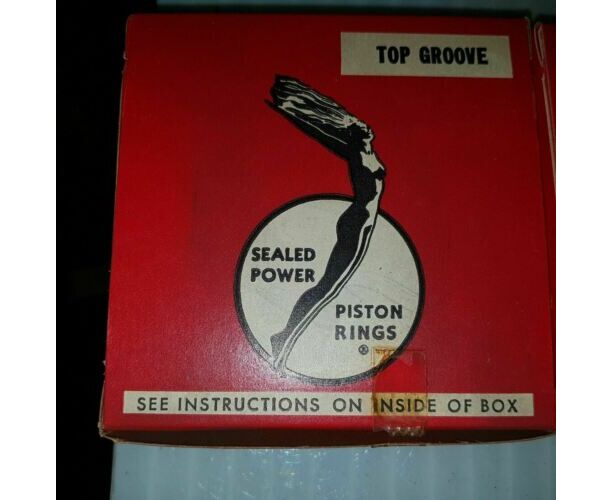 TOP GROOVE
SEALED
POWER
PISTON
RINGS
®
SEE INSTRUCTIONS ON INSIDE OF BOX